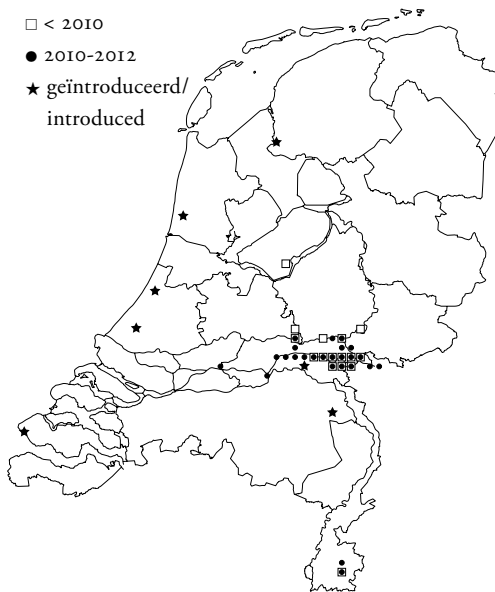 □ < 2010
● 2010-2012
★ geïntroduceerd/
introduced